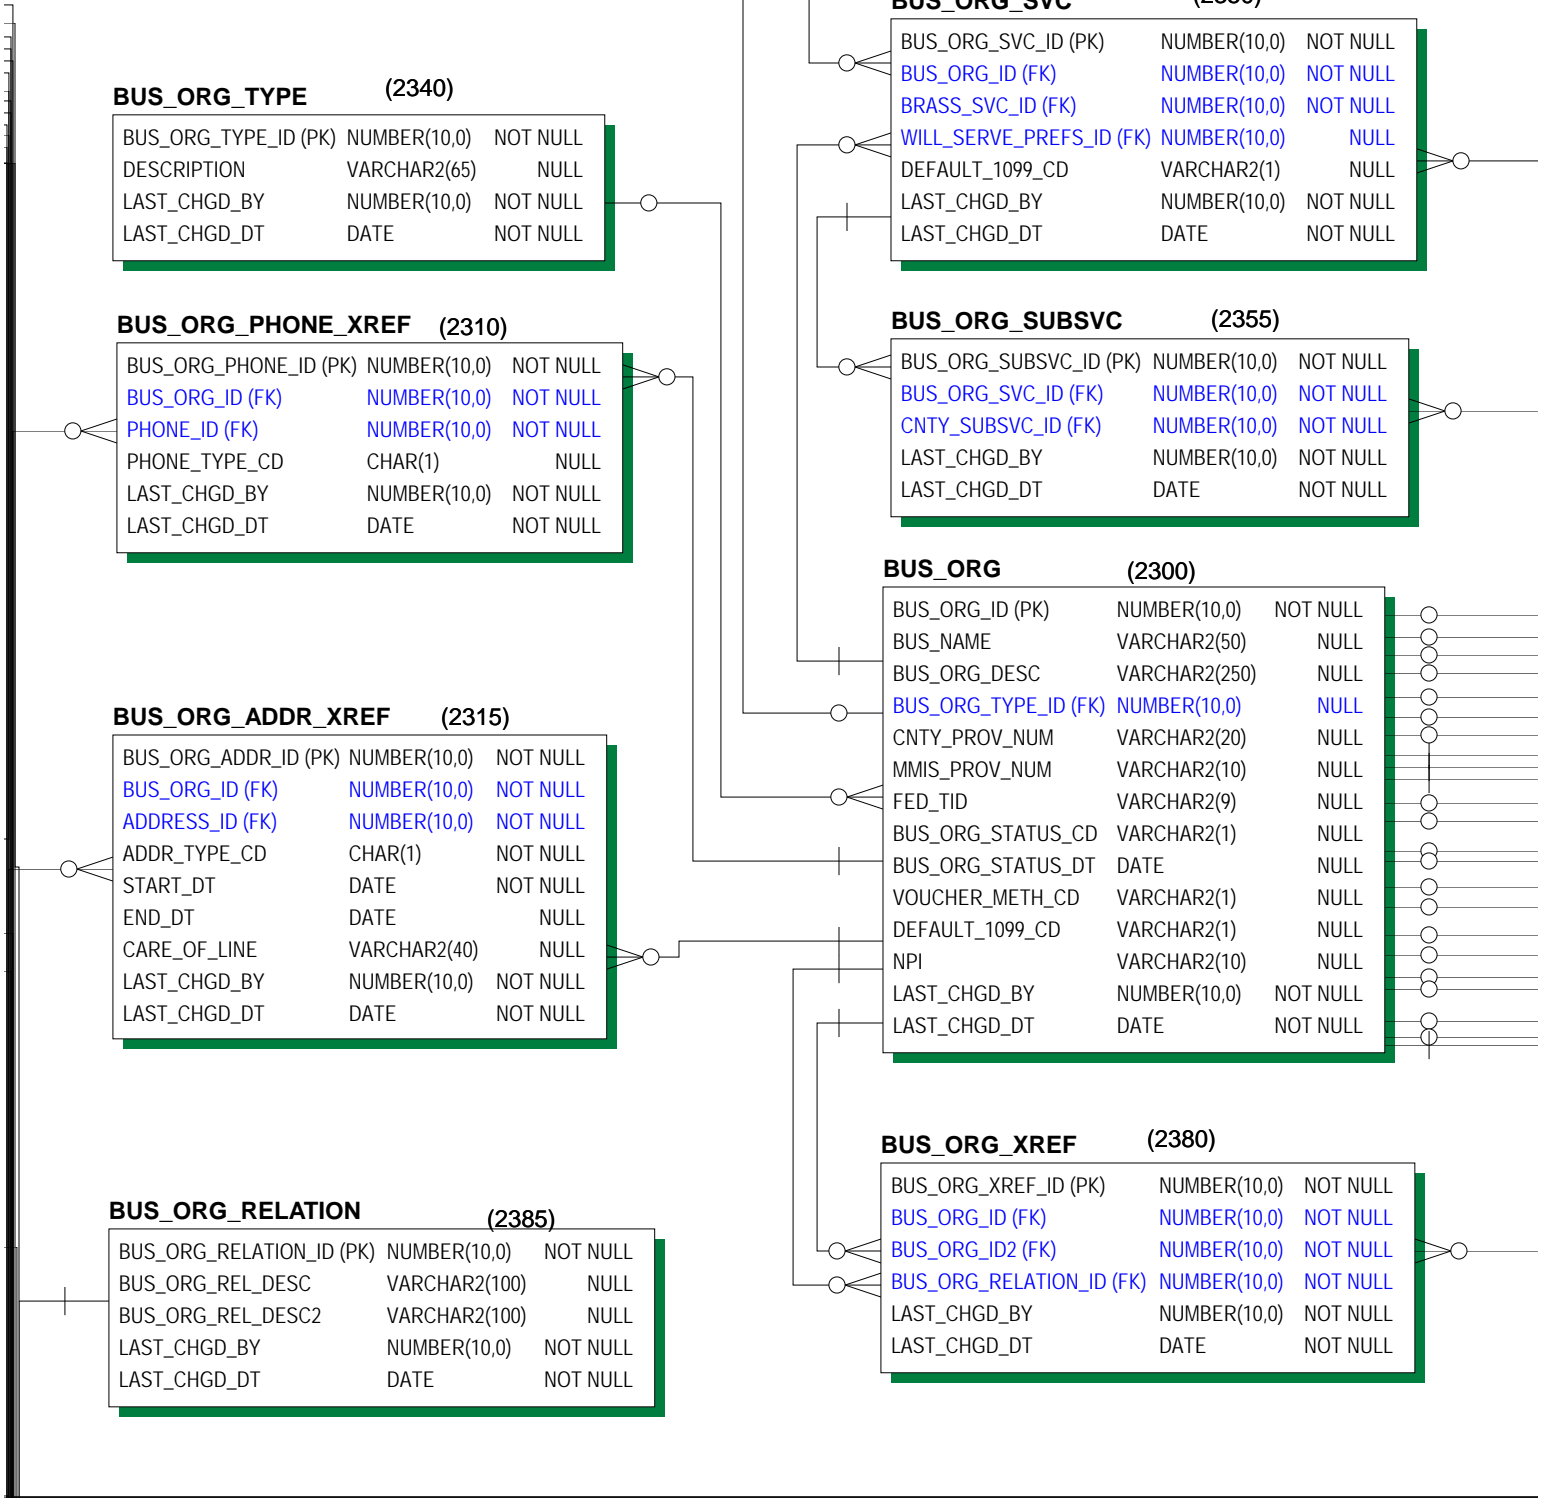 BUS_ORG_TYPE (2340)
BUS_ORG_TYPE_ID (PK) NUMBER(10,0) NOT NULL
DESCRIPTION VARCHAR2(65) NULL
LAST_CHGD_BY NUMBER(10,0) NOT NULL
LAST_CHGD_DT DATE NOT NULL
BUS_ORG_PHONE_XREF (2310)
BUS_ORG_PHONE_ID (PK) NUMBER(10,0) NOT NULL
BUS_ORG_ID (FK) NUMBER(10,0) NOT NULL
PHONE_ID (FK) NUMBER(10,0) NOT NULL
PHONE_TYPE_CD CHAR(1) NULL
LAST_CHGD_BY NUMBER(10,0) NOT NULL
LAST_CHGD_DT DATE NOT NULL
BUS_ORG_ADDR_XREF (2315)
BUS_ORG_ADDR_ID (PK) NUMBER(10,0) NOT NULL
BUS_ORG_ID (FK) NUMBER(10,0) NOT NULL
ADDRESS_ID (FK) NUMBER(10,0) NOT NULL
ADDR_TYPE_CD CHAR(1) NOT NULL
START_DT DATE NOT NULL
END_DT DATE NULL
CARE_OF_LINE VARCHAR2(40) NULL
LAST_CHGD_BY NUMBER(10,0) NOT NULL
LAST_CHGD_DT DATE NOT NULL
BUS_ORG_RELATION (2385)
BUS_ORG_RELATION_ID (PK) NUMBER(10,0) NOT NULL
BUS_ORG_REL_DESC VARCHAR2(100) NULL
BUS_ORG_REL_DESC2 VARCHAR2(100) NULL
LAST_CHGD_BY NUMBER(10,0) NOT NULL
LAST_CHGD_DT DATE NOT NULL
BUS_ORG_SVC
BUS_ORG_SVC_ID (PK) NUMBER(10,0) NOT NULL
BUS_ORG_ID (FK) NUMBER(10,0) NOT NULL
BRASS_SVC_ID (FK) NUMBER(10,0) NOT NULL
WILL_SERVE_PREFS_ID (FK) NUMBER(10,0) NULL
DEFAULT_1099_CD VARCHAR2(1) NULL
LAST_CHGD_BY NUMBER(10,0) NOT NULL
LAST_CHGD_DT DATE NOT NULL
BUS_ORG_SUBSVC (2355)
BUS_ORG_SUBSVC_ID (PK) NUMBER(10,0) NOT NULL
BUS_ORG_SVC_ID (FK) NUMBER(10,0) NOT NULL
CNTY_SUBSVC_ID (FK) NUMBER(10,0) NOT NULL
LAST_CHGD_BY NUMBER(10,0) NOT NULL
LAST_CHGD_DT DATE NOT NULL
BUS_ORG (2300)
BUS_ORG_ID (PK) NUMBER(10,0) NOT NULL
BUS_NAME VARCHAR2(50) NULL
BUS_ORG_DESC VARCHAR2(250) NULL
BUS_ORG_TYPE_ID (FK) NUMBER(10,0) NULL
CNTY_PROV_NUM VARCHAR2(20) NULL
MMIS_PROV_NUM VARCHAR2(10) NULL
FED_TID VARCHAR2(9) NULL
BUS_ORG_STATUS_CD VARCHAR2(1) NULL
BUS_ORG_STATUS_DT DATE NULL
VOUCHER_METH_CD VARCHAR2(1) NULL
DEFAULT_1099_CD VARCHAR2(1) NULL
NPI VARCHAR2(10) NULL
LAST_CHGD_BY NUMBER(10,0) NOT NULL
LAST_CHGD_DT DATE NOT NULL
BUS_ORG_XREF (2380)
BUS_ORG_XREF_ID (PK) NUMBER(10,0) NOT NULL
BUS_ORG_ID (FK) NUMBER(10,0) NOT NULL
BUS_ORG_ID2 (FK) NUMBER(10,0) NOT NULL
BUS_ORG_RELATION_ID (FK) NUMBER(10,0) NOT NULL
LAST_CHGD_BY NUMBER(10,0) NOT NULL
LAST_CHGD_DT DATE NOT NULL